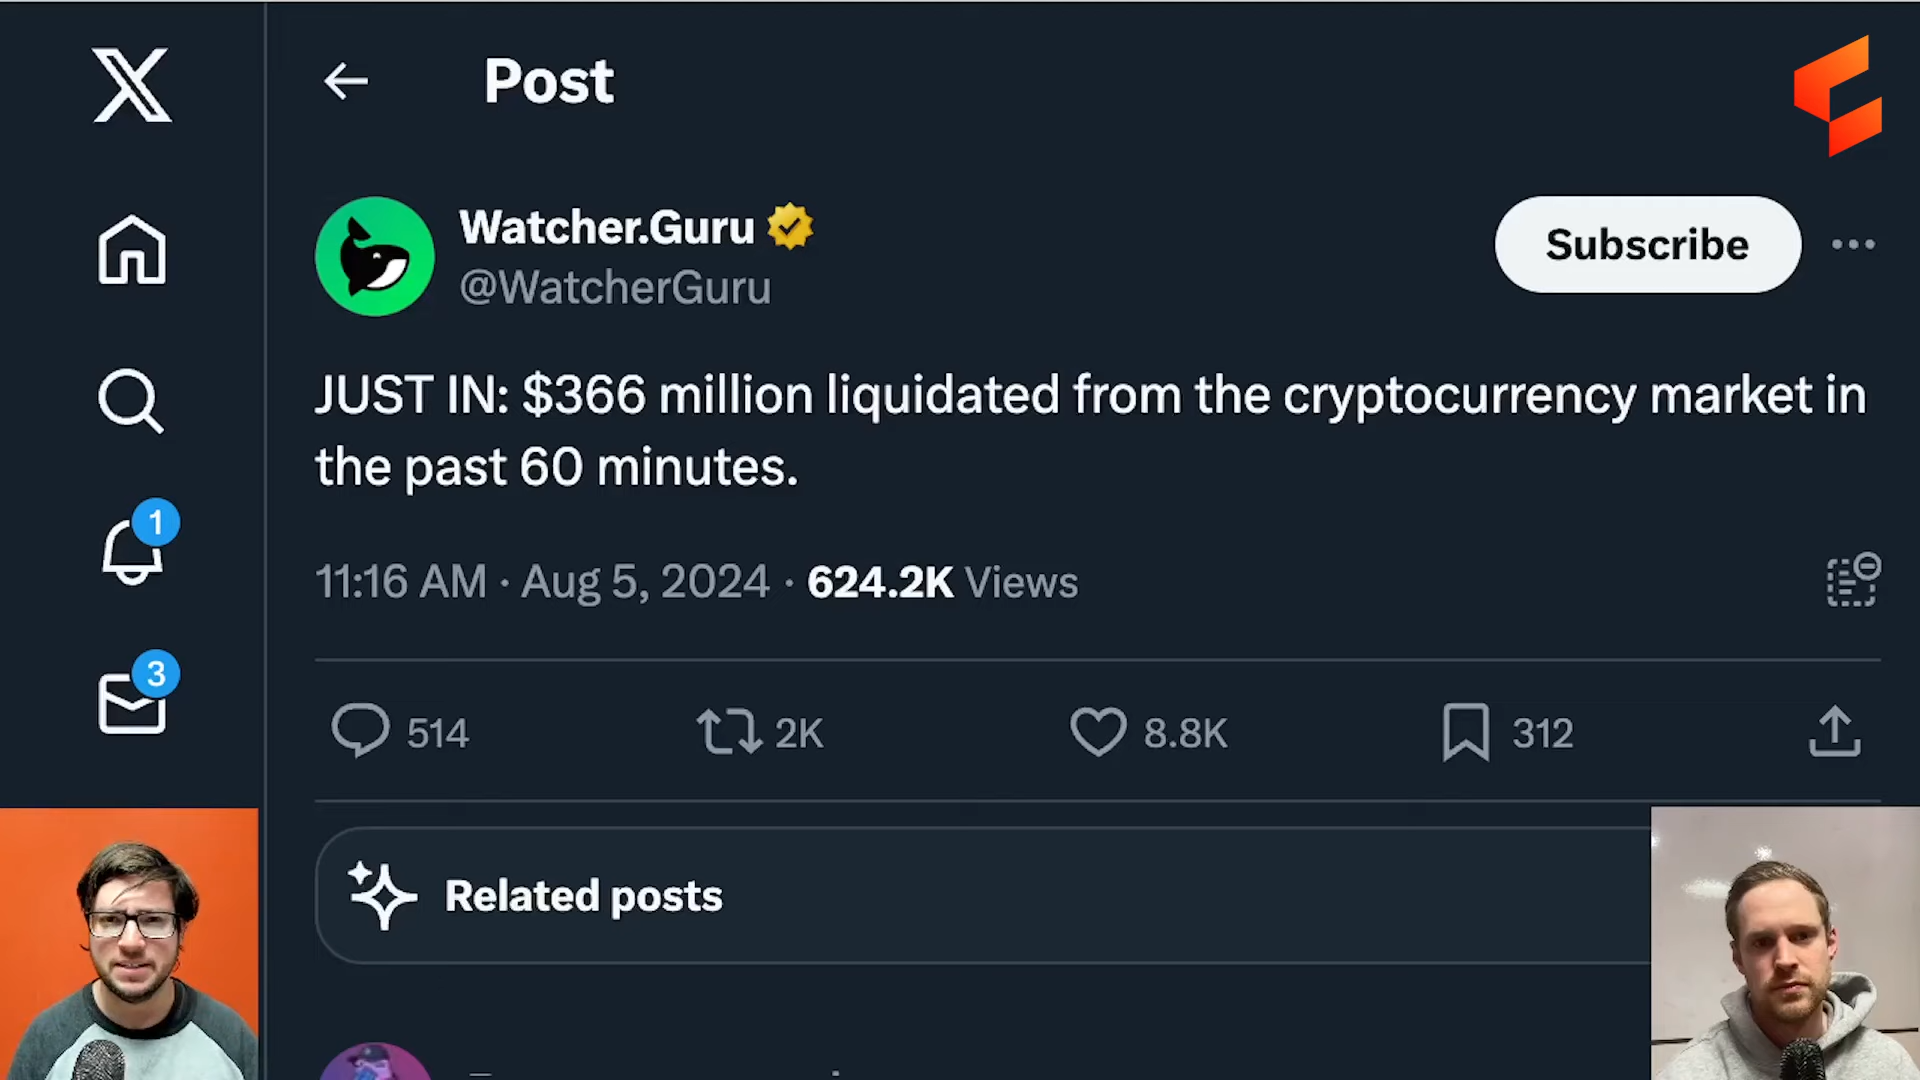 Post
Watcher.Guru
@WatcherGuru
Subscribe
JUST IN: $366 million liquidated from the cryptocurrency market in
the past 60 minutes.
11:16 AM · Aug 5, 2024 · 624.2K Views
1
3
514
2K
8.8K
312
Related posts